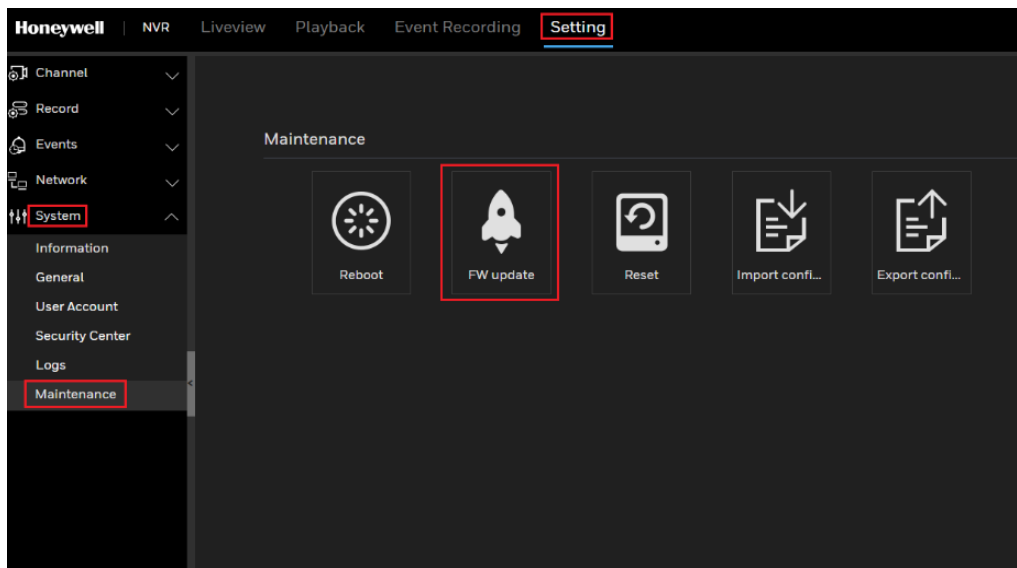 Honeywell | NVR Liveview Playback Event Recording Setting
Channel
Record
Events
Network
System
Information
General
User Account
Security Center
Logs
Maintenance
Maintenance
Reboot FW update Reset Import confi... Export confi...